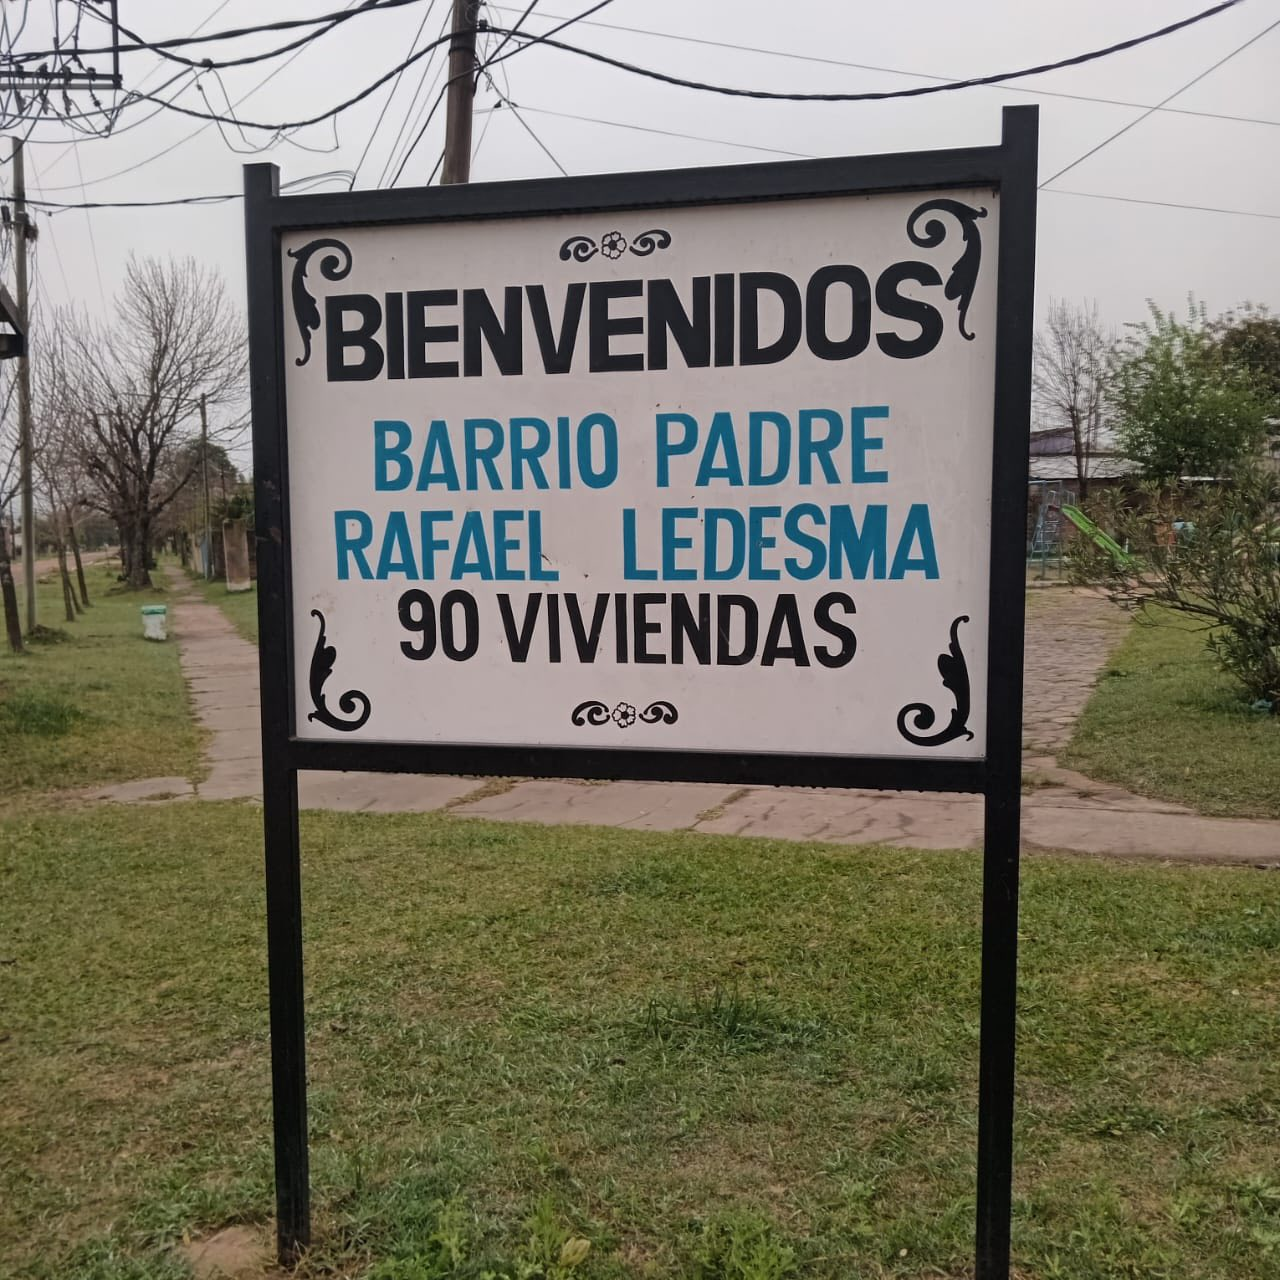 BIENVENIDOS
BARRIO PADRE
RAFAEL LEDESMA
90 VIVIENDAS